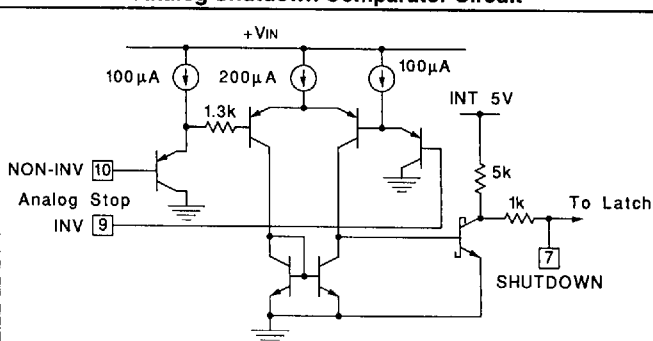 Analog Shutdown Comparator Circuit
+VIN
100µA
200µA
100µA
INT 5V
1.3k
5k
NON-INV 10
1k
To Latch
Analog Stop
INV 9
7
SHUTDOWN